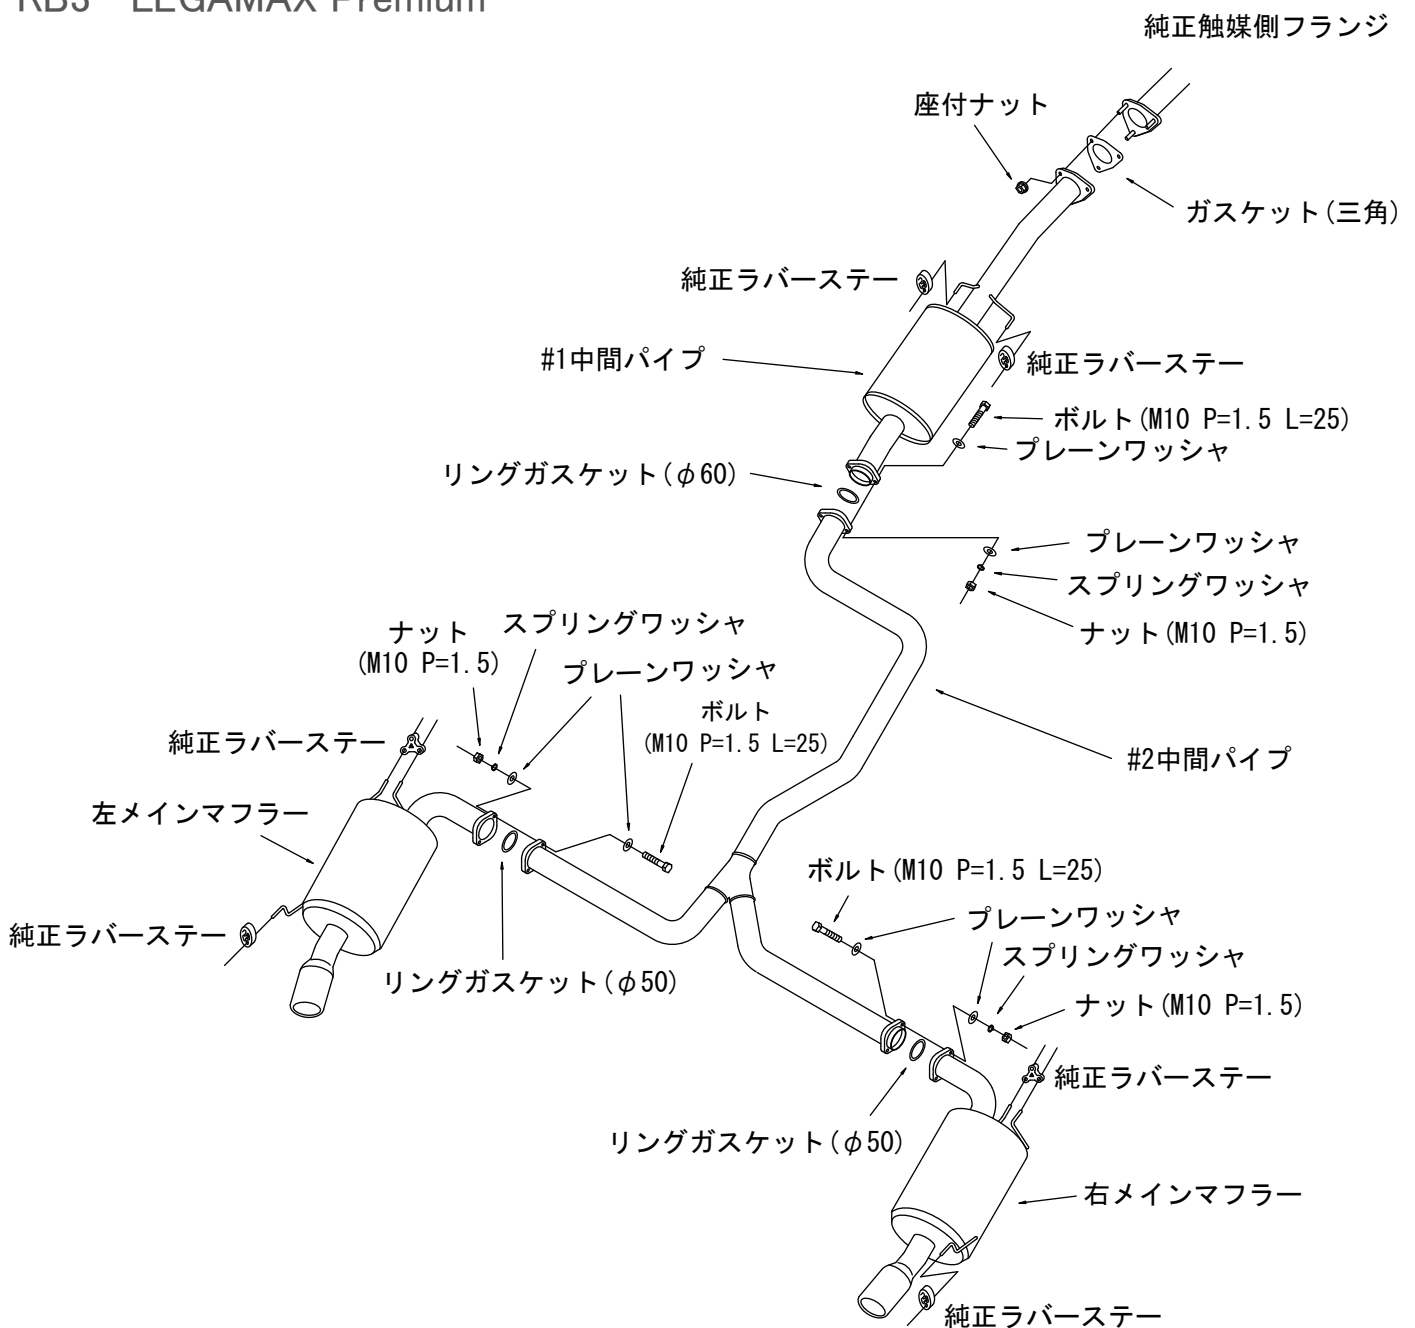 RB3 LEGAMAX Premium
純正触媒側フランジ
座付ナット
ガスケット(三角)
純正ラバーステー
#1中間パイプ
純正ラバーステー
ボルト(M10 P=1.5 L=25)
プレーンワッシャ
リングガスケット(φ60)
プレーンワッシャ
スプリングワッシャ
ナット(M10 P=1.5)
ナット
(M10 P=1.5)
スプリングワッシャ
プレーンワッシャ
ボルト
(M10 P=1.5 L=25)
純正ラバーステー
#2中間パイプ
左メインマフラー
ボルト(M10 P=1.5 L=25)
プレーンワッシャ
純正ラバーステー
スプリングワッシャ
リングガスケット(φ50)
ナット(M10 P=1.5)
純正ラバーステー
リングガスケット(φ50)
右メインマフラー
純正ラバーステー